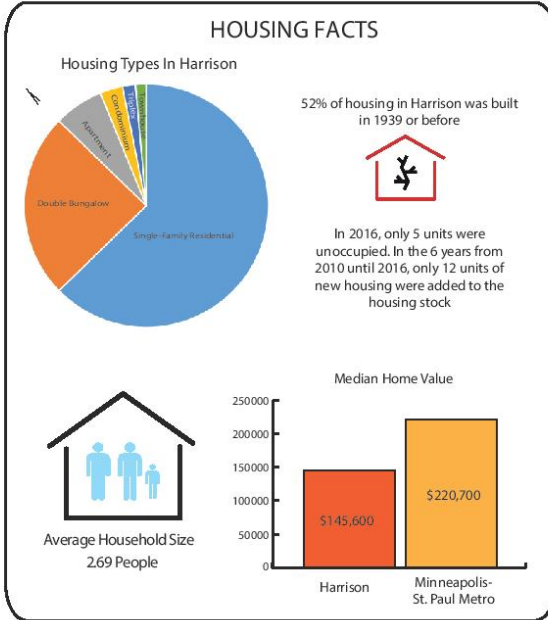 HOUSING FACTS
Housing Types In Harrison
Townhouse
Triplex
Condominium
Apartment
Double Bungalow
Single-Family Residential
52% of housing in Harrison was built
in 1939 or before
In 2016, only 5 units were
unoccupied. In the 6 years from
2010 until 2016, only 12 units of
new housing were added to the
housing stock
Average Household Size
2.69 People
Median Home Value
250000
200000
150000
100000
50000
0
$145,600
$220,700
Harrison
Minneapolis-
St. Paul Metro